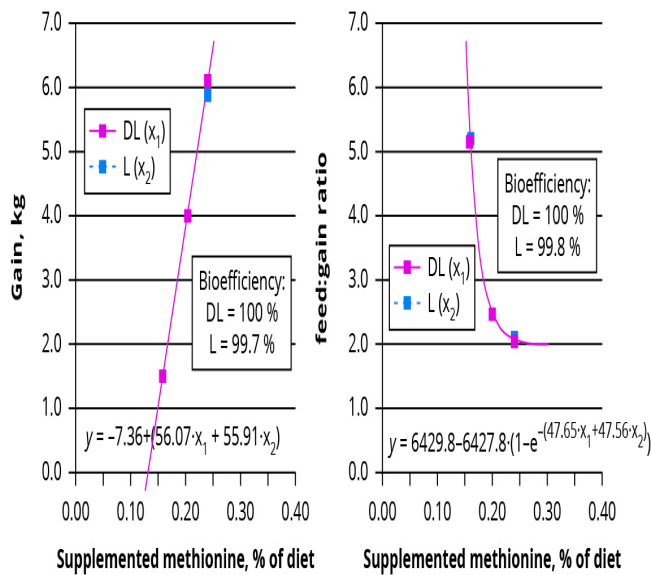 Gain, kg
7.0
6.0
5.0
4.0
3.0
2.0
1.0
0.0
DL (x₁)
L (x₂)
Bioefficiency:
DL = 100 %
L = 99.7 %
y = –7.36+(56.07·x₁ + 55.91·x₂)
0.00 0.10 0.20 0.30 0.40
Supplemented methionine, % of diet
feed:gain ratio
7.0
6.0
5.0
4.0
3.0
2.0
1.0
0.0
Bioefficiency:
DL = 100 %
L = 99.8 %
DL (x₁)
L (x₂)
y = 6429.8–6427.8·(1–e–(47.65·x₁+47.56·x₂)
0.00 0.10 0.20 0.30 0.40
Supplemented methionine, % of diet